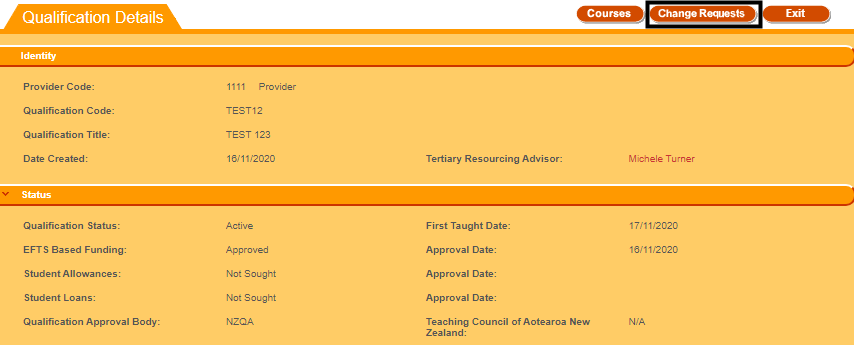 Qualification Details
Courses Change Requests Exit
Identity
Provider Code: 1111 Provider
Qualification Code: TEST12
Qualification Title: TEST 123
Date Created: 16/11/2020 Tertiary Resourcing Advisor: Michele Turner
Status
Qualification Status: Active First Taught Date: 17/11/2020
EFTS Based Funding: Approved Approval Date: 16/11/2020
Student Allowances: Not Sought Approval Date:
Student Loans: Not Sought Approval Date:
Qualification Approval Body: NZQA Teaching Council of Aotearoa New N/A
Zealand: